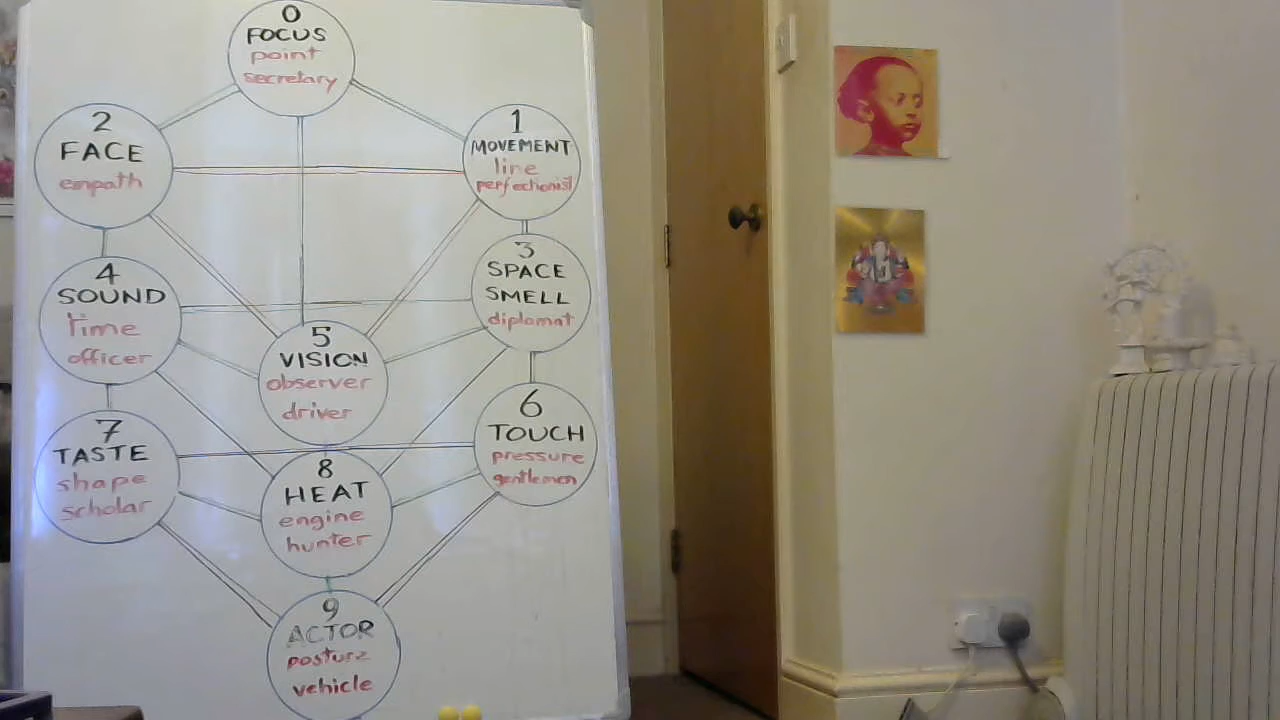 0
FOCUS
point
secretary
2
FACE
empath
1
MOVEMENT
line
perfectionist
3
SPACE
SMELL
diplomat
4
SOUND
time
officer
5
VISION
observer
driver
6
TOUCH
pressure
gentlemen
7
TASTE
shape
scholar
8
HEAT
engine
hunter
9
ACTOR
posture
vehicle